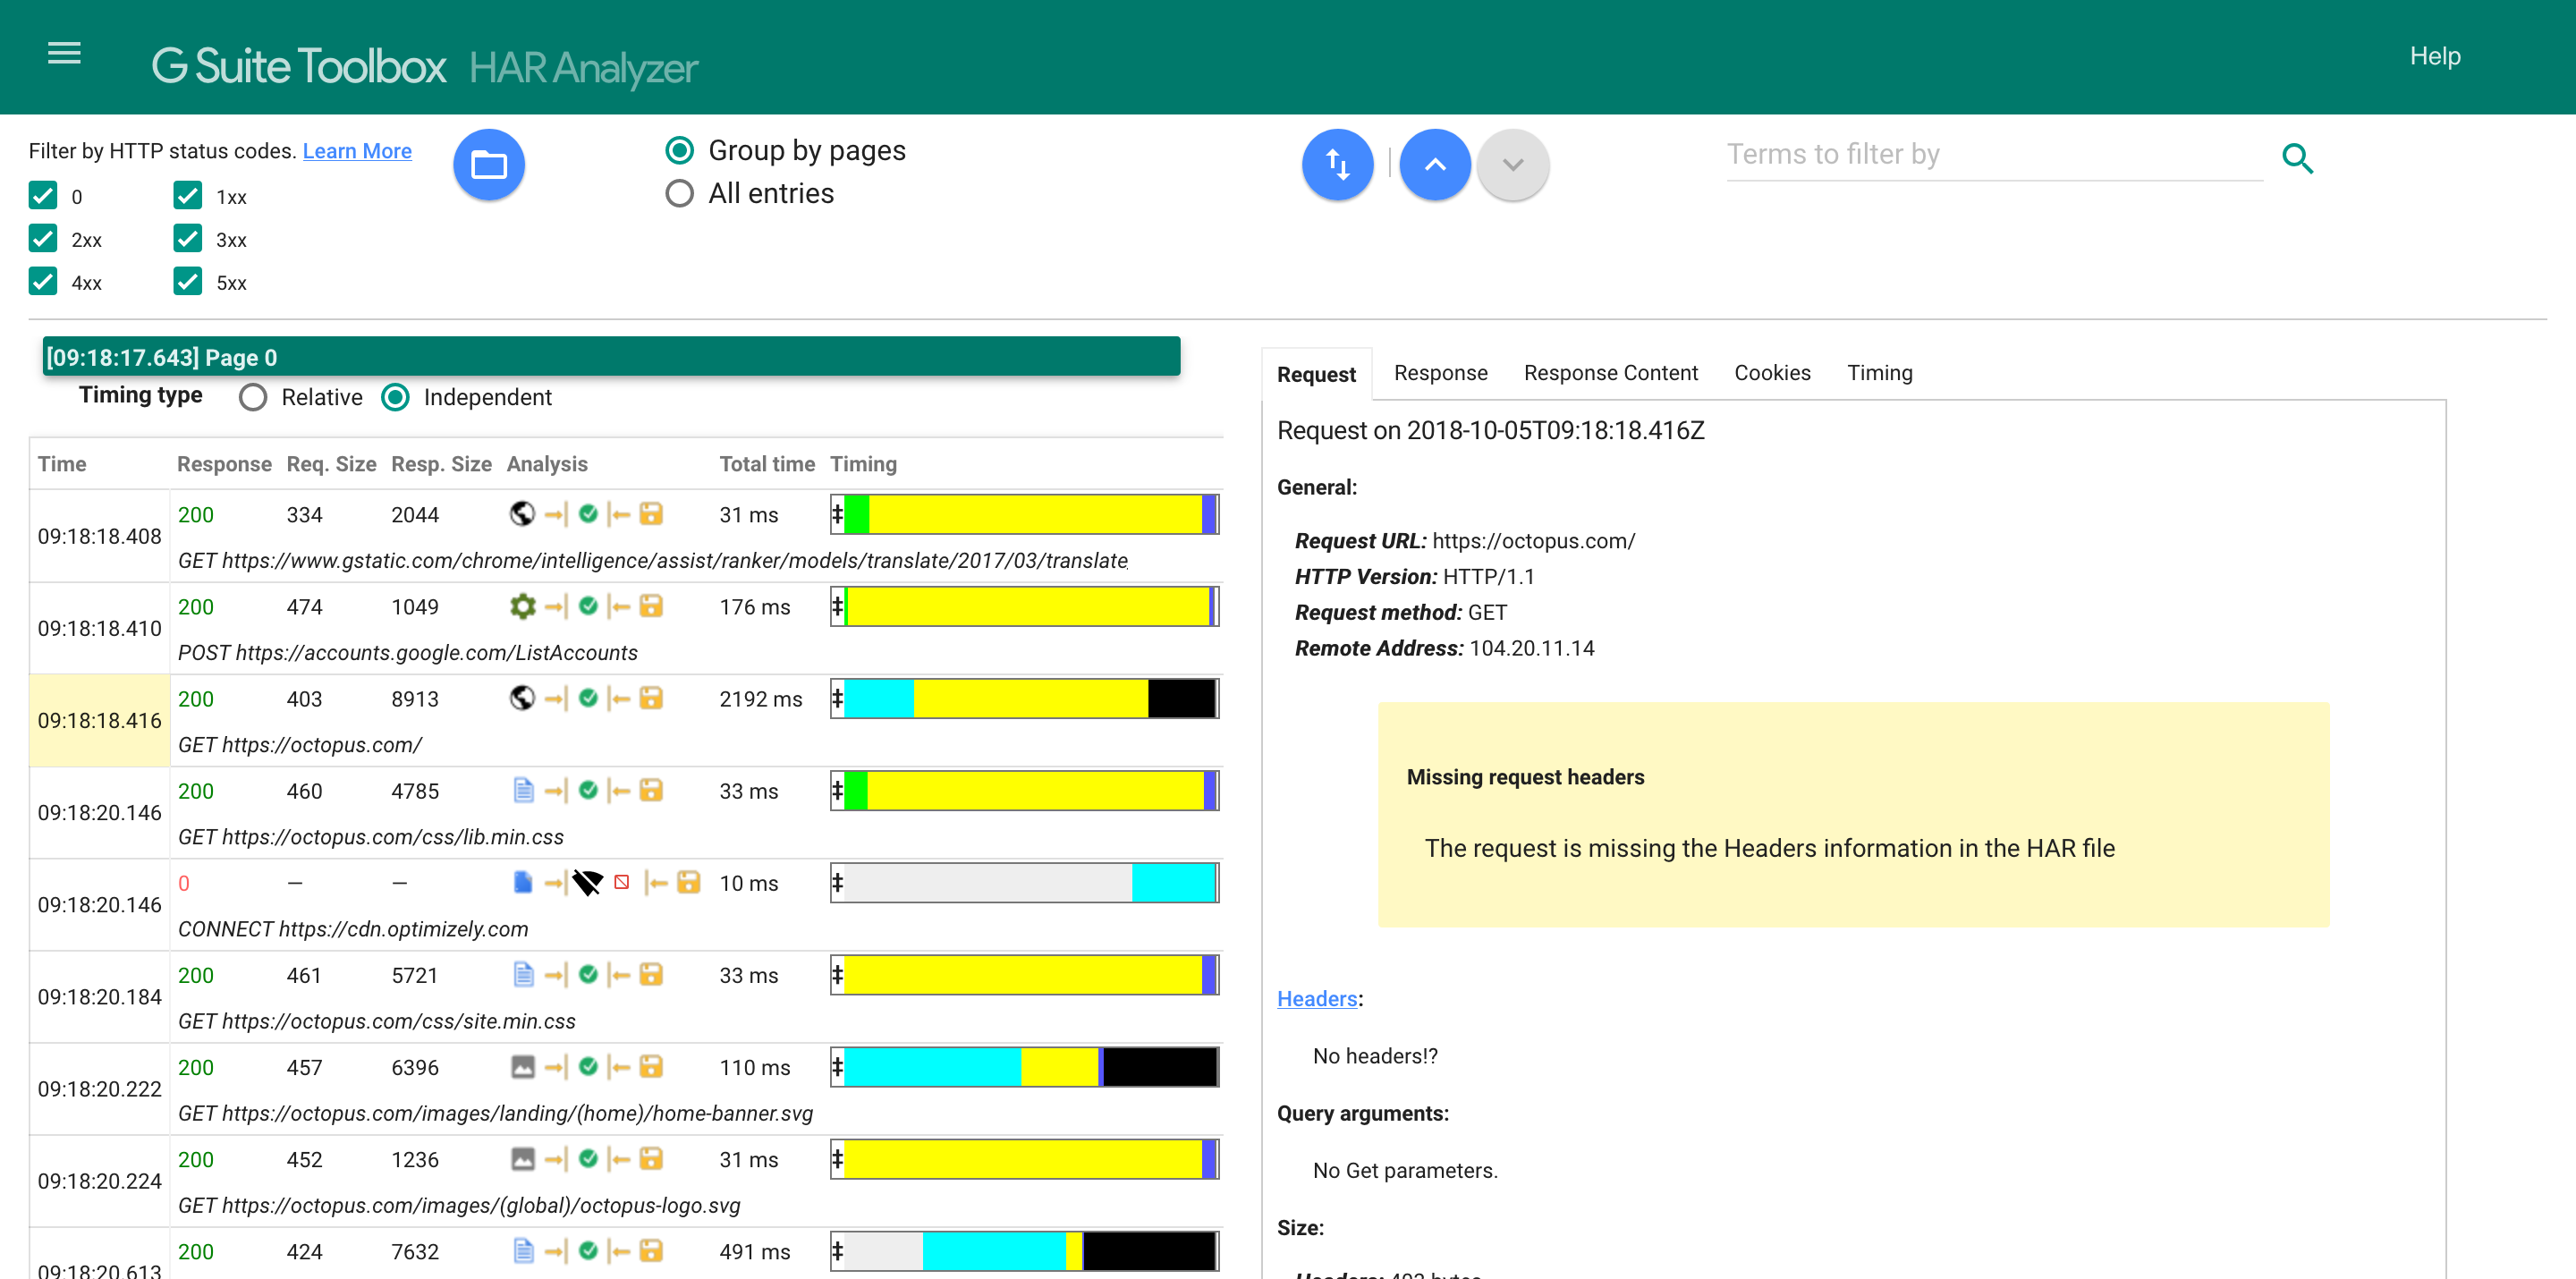 G Suite Toolbox HAR Analyzer
Help
Filter by HTTP status codes. Learn More
0 1xx
2xx 3xx
4xx 5xx
Group by pages
All entries
Terms to filter by
[09:18:17.643] Page 0
Timing type Relative Independent
Time Response Req. Size Resp. Size Analysis Total time Timing
09:18:18.408 200 334 2044 31 ms
GET https://www.gstatic.com/chrome/intelligence/assist/ranker/models/translate/2017/03/translate
09:18:18.410 200 474 1049 176 ms
POST https://accounts.google.com/ListAccounts
09:18:18.416 200 403 8913 2192 ms
GET https://octopus.com/
09:18:20.146 200 460 4785 33 ms
GET https://octopus.com/css/lib.min.css
09:18:20.146 0 — — 10 ms
CONNECT https://cdn.optimizely.com
09:18:20.184 200 461 5721 33 ms
GET https://octopus.com/css/site.min.css
09:18:20.222 200 457 6396 110 ms
GET https://octopus.com/images/landing/(home)/home-banner.svg
09:18:20.224 200 452 1236 31 ms
GET https://octopus.com/images/(global)/octopus-logo.svg
09:18:20.613 200 424 7632 491 ms
Request Response Response Content Cookies Timing
Request on 2018-10-05T09:18:18.416Z
General:
Request URL: https://octopus.com/
HTTP Version: HTTP/1.1
Request method: GET
Remote Address: 104.20.11.14
Missing request headers
The request is missing the Headers information in the HAR file
Headers:
No headers!?
Query arguments:
No Get parameters.
Size:
Headers: 403 bytes